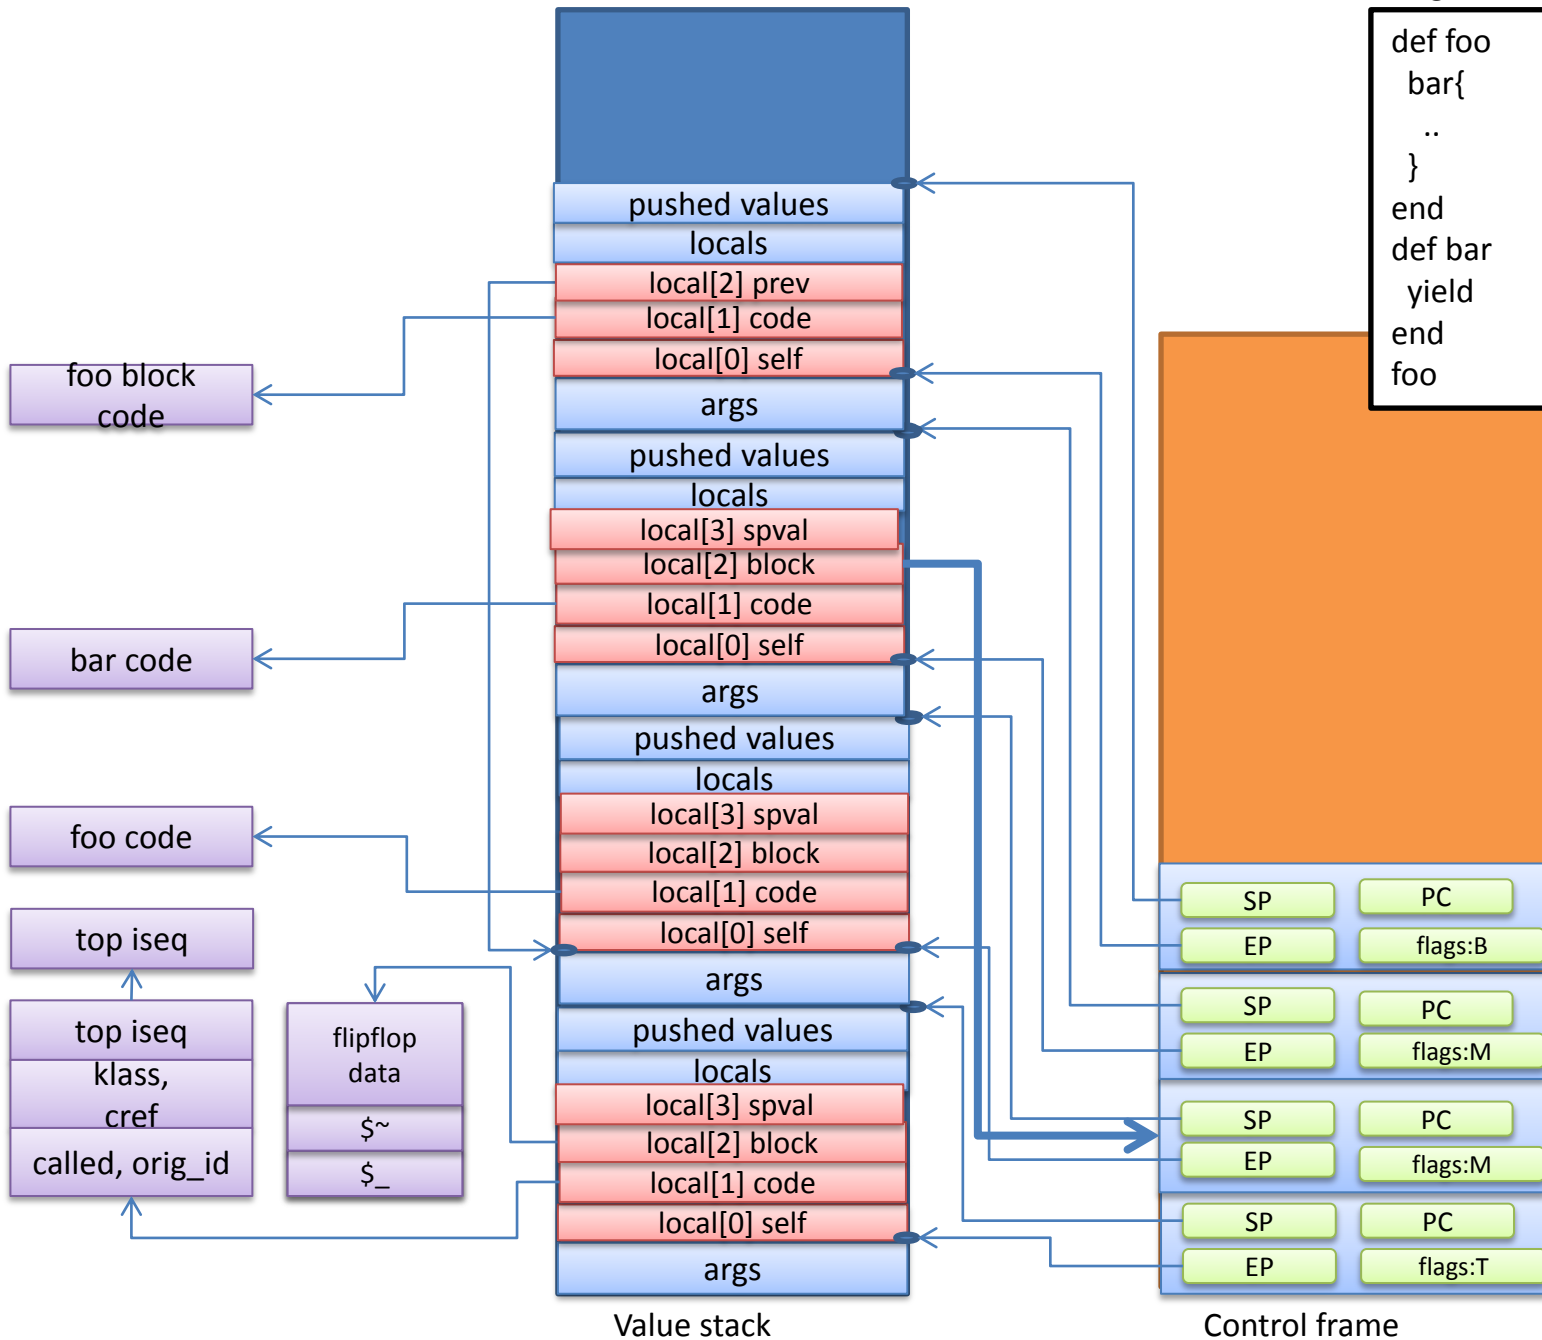 def foo
bar{
..
}
end
def bar
yield
end
foo
pushed values
locals
local[2] prev
local[1] code
local[0] self
args
pushed values
locals
local[3] spval
local[2] block
local[1] code
local[0] self
args
pushed values
locals
local[3] spval
local[2] block
local[1] code
local[0] self
args
pushed values
locals
local[3] spval
local[2] block
local[1] code
local[0] self
args
Value stack
foo block
code
bar code
foo code
top iseq
top iseq
klass,
cref
called, orig_id
flipflop
data
$~
$_
SP PC
EP flags:B
SP PC
EP flags:M
SP PC
EP flags:M
SP PC
EP flags:T
Control frame